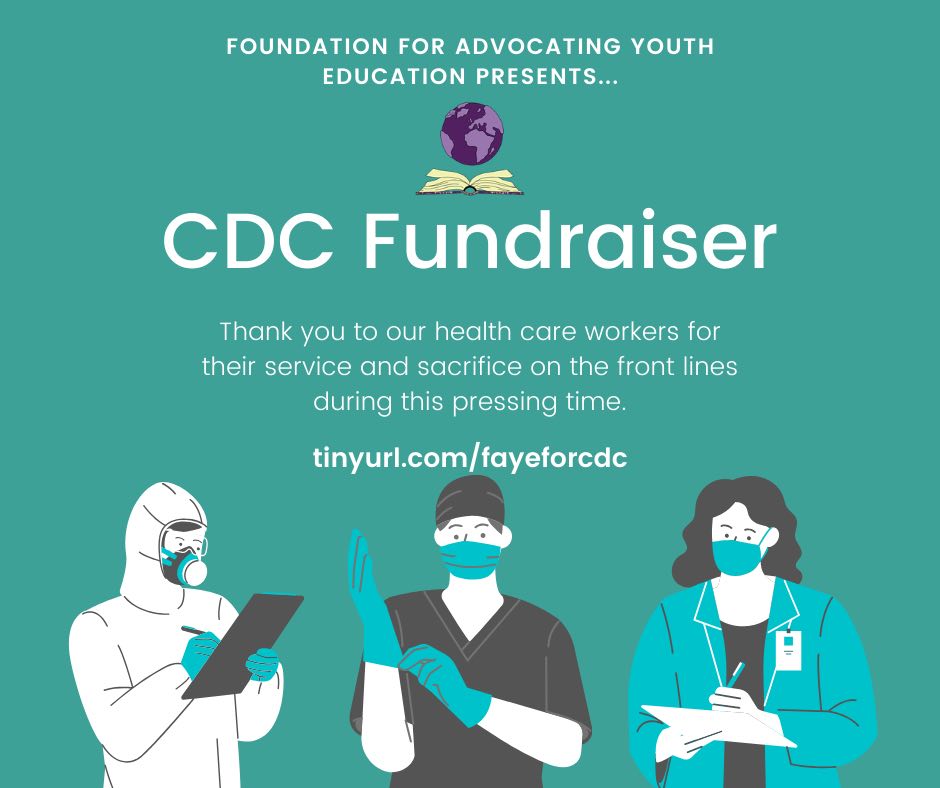 FOUNDATION FOR ADVOCATING YOUTH
EDUCATION PRESENTS...
CDC Fundraiser
Thank you to our health care workers for
their service and sacrifice on the front lines
during this pressing time.
tinyurl.com/fayeforcdc